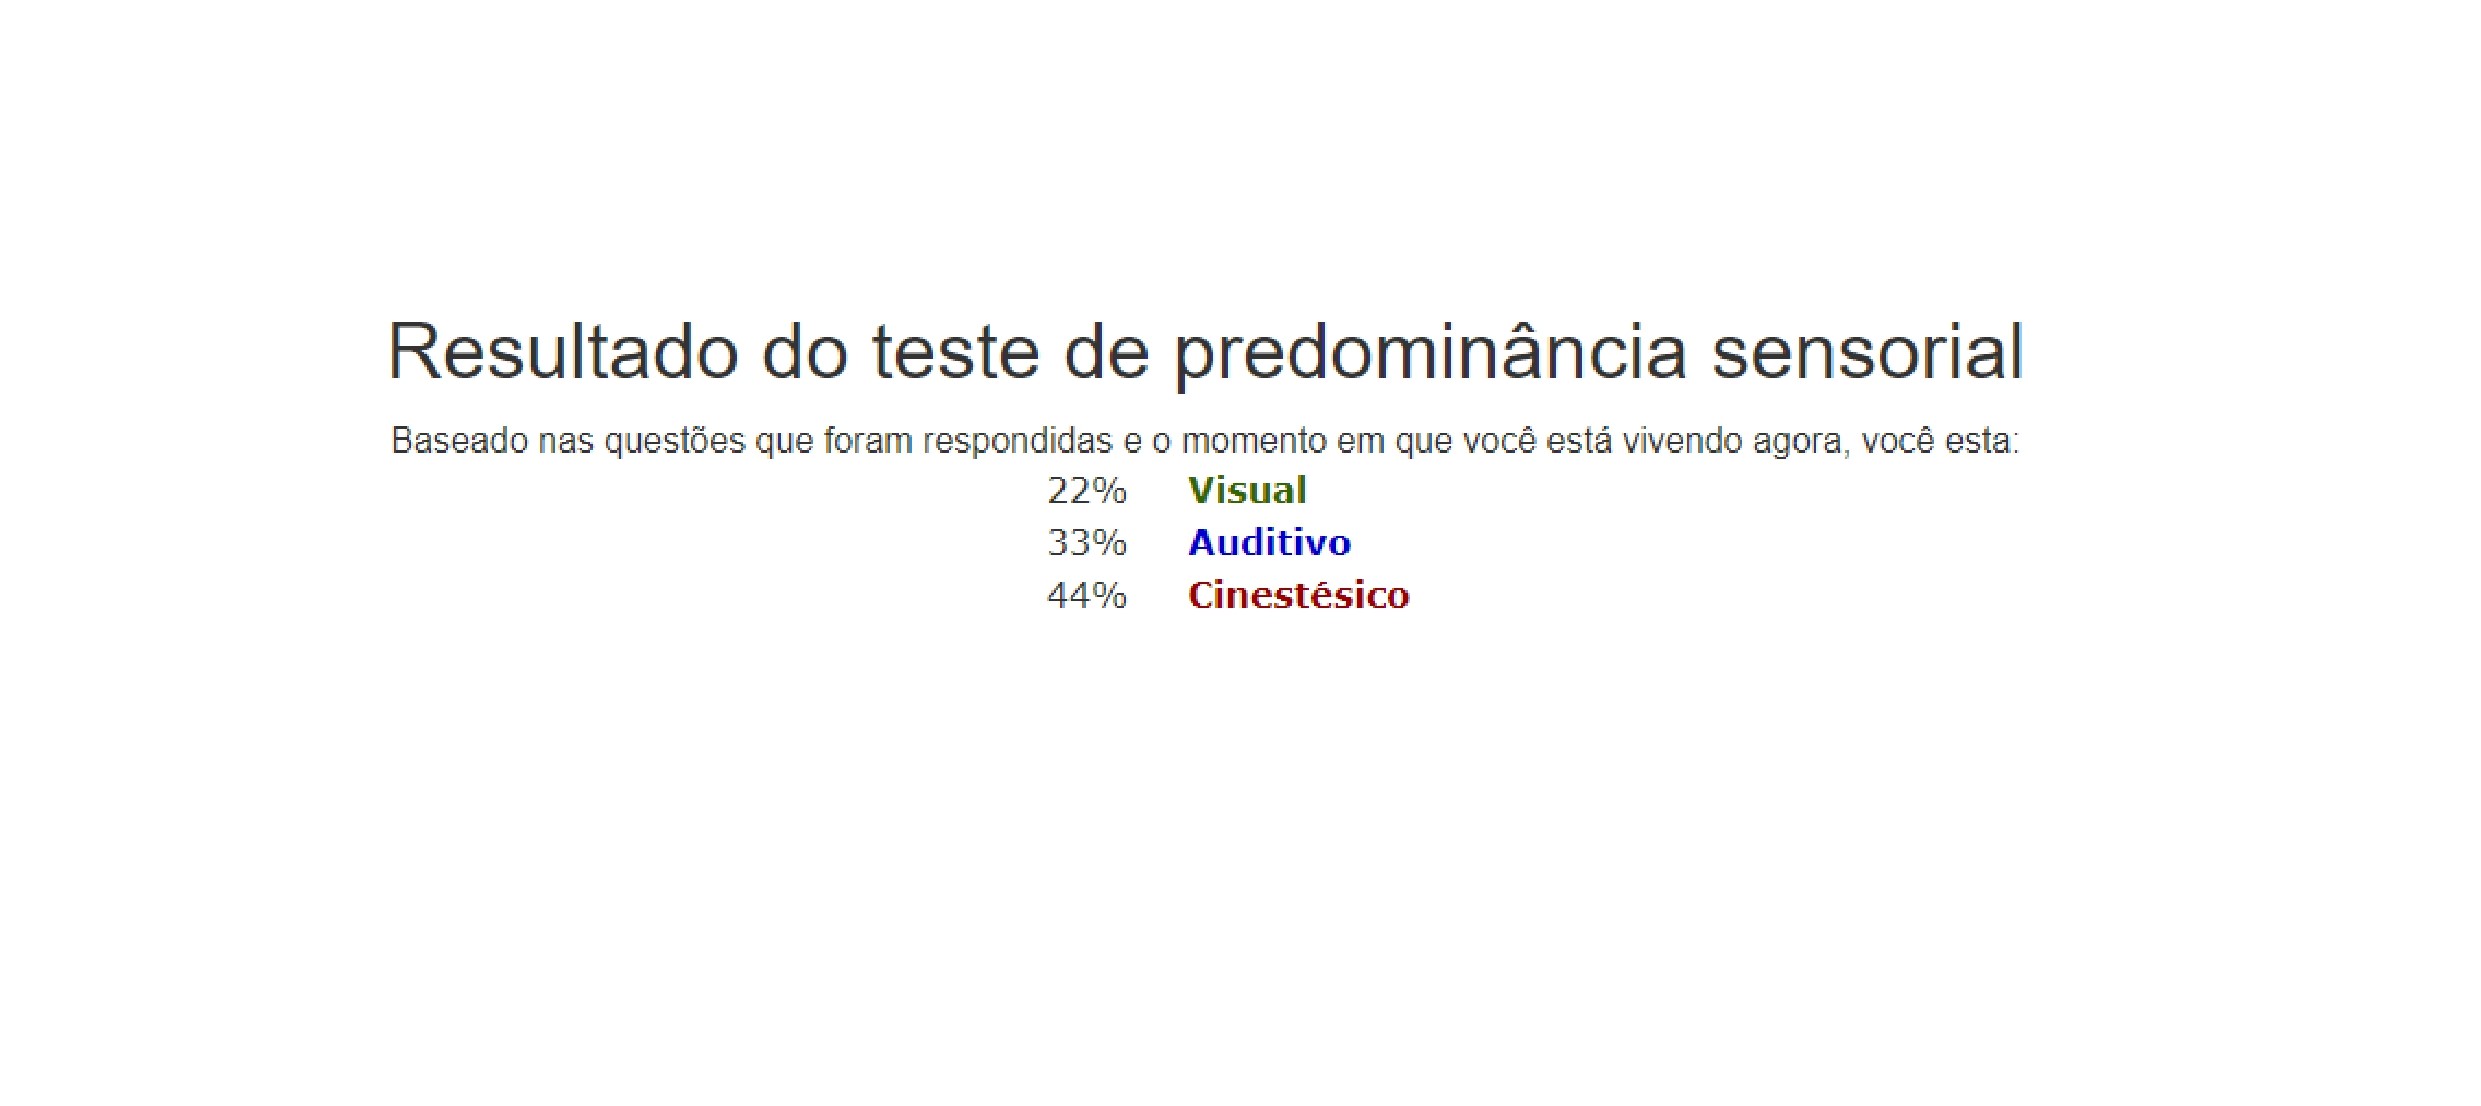 Resultado do teste de predominância sensorial
Baseado nas questões que foram respondidas e o momento em que você está vivendo agora, você esta:
22% Visual
33% Auditivo
44% Cinestésico